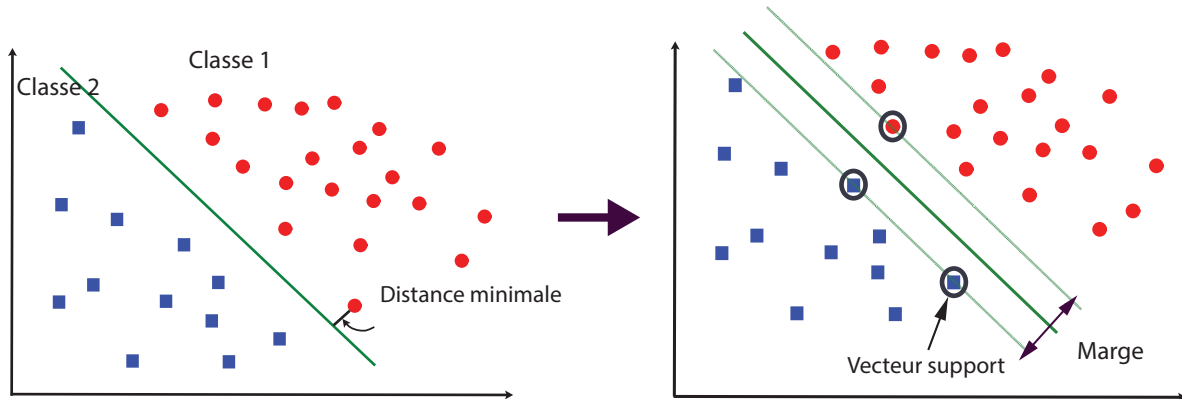 Classe 1
Classe 2
Distance minimale
Vecteur support
Marge